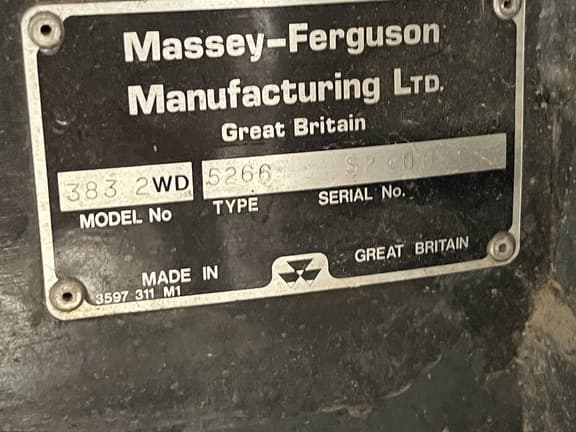 Massey-Ferguson
Manufacturing LTD.
Great Britain
383 2WD 5266
MODEL No TYPE SERIAL No.
MADE IN GREAT BRITAIN
3597 311 M1